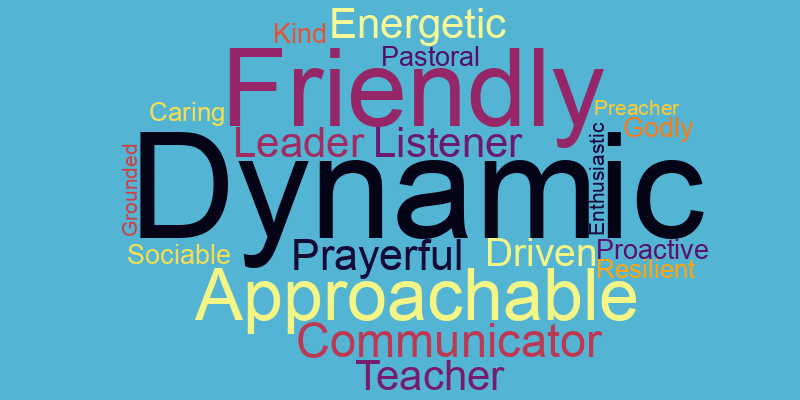 Energetic
Kind
Pastoral
Friendly
Caring
Preacher
Godly
Leader
Listener
Enthusiastic
Dynamic
Grounded
Sociable
Prayerful
Driven
Proactive
Resilient
Approachable
Communicator
Teacher